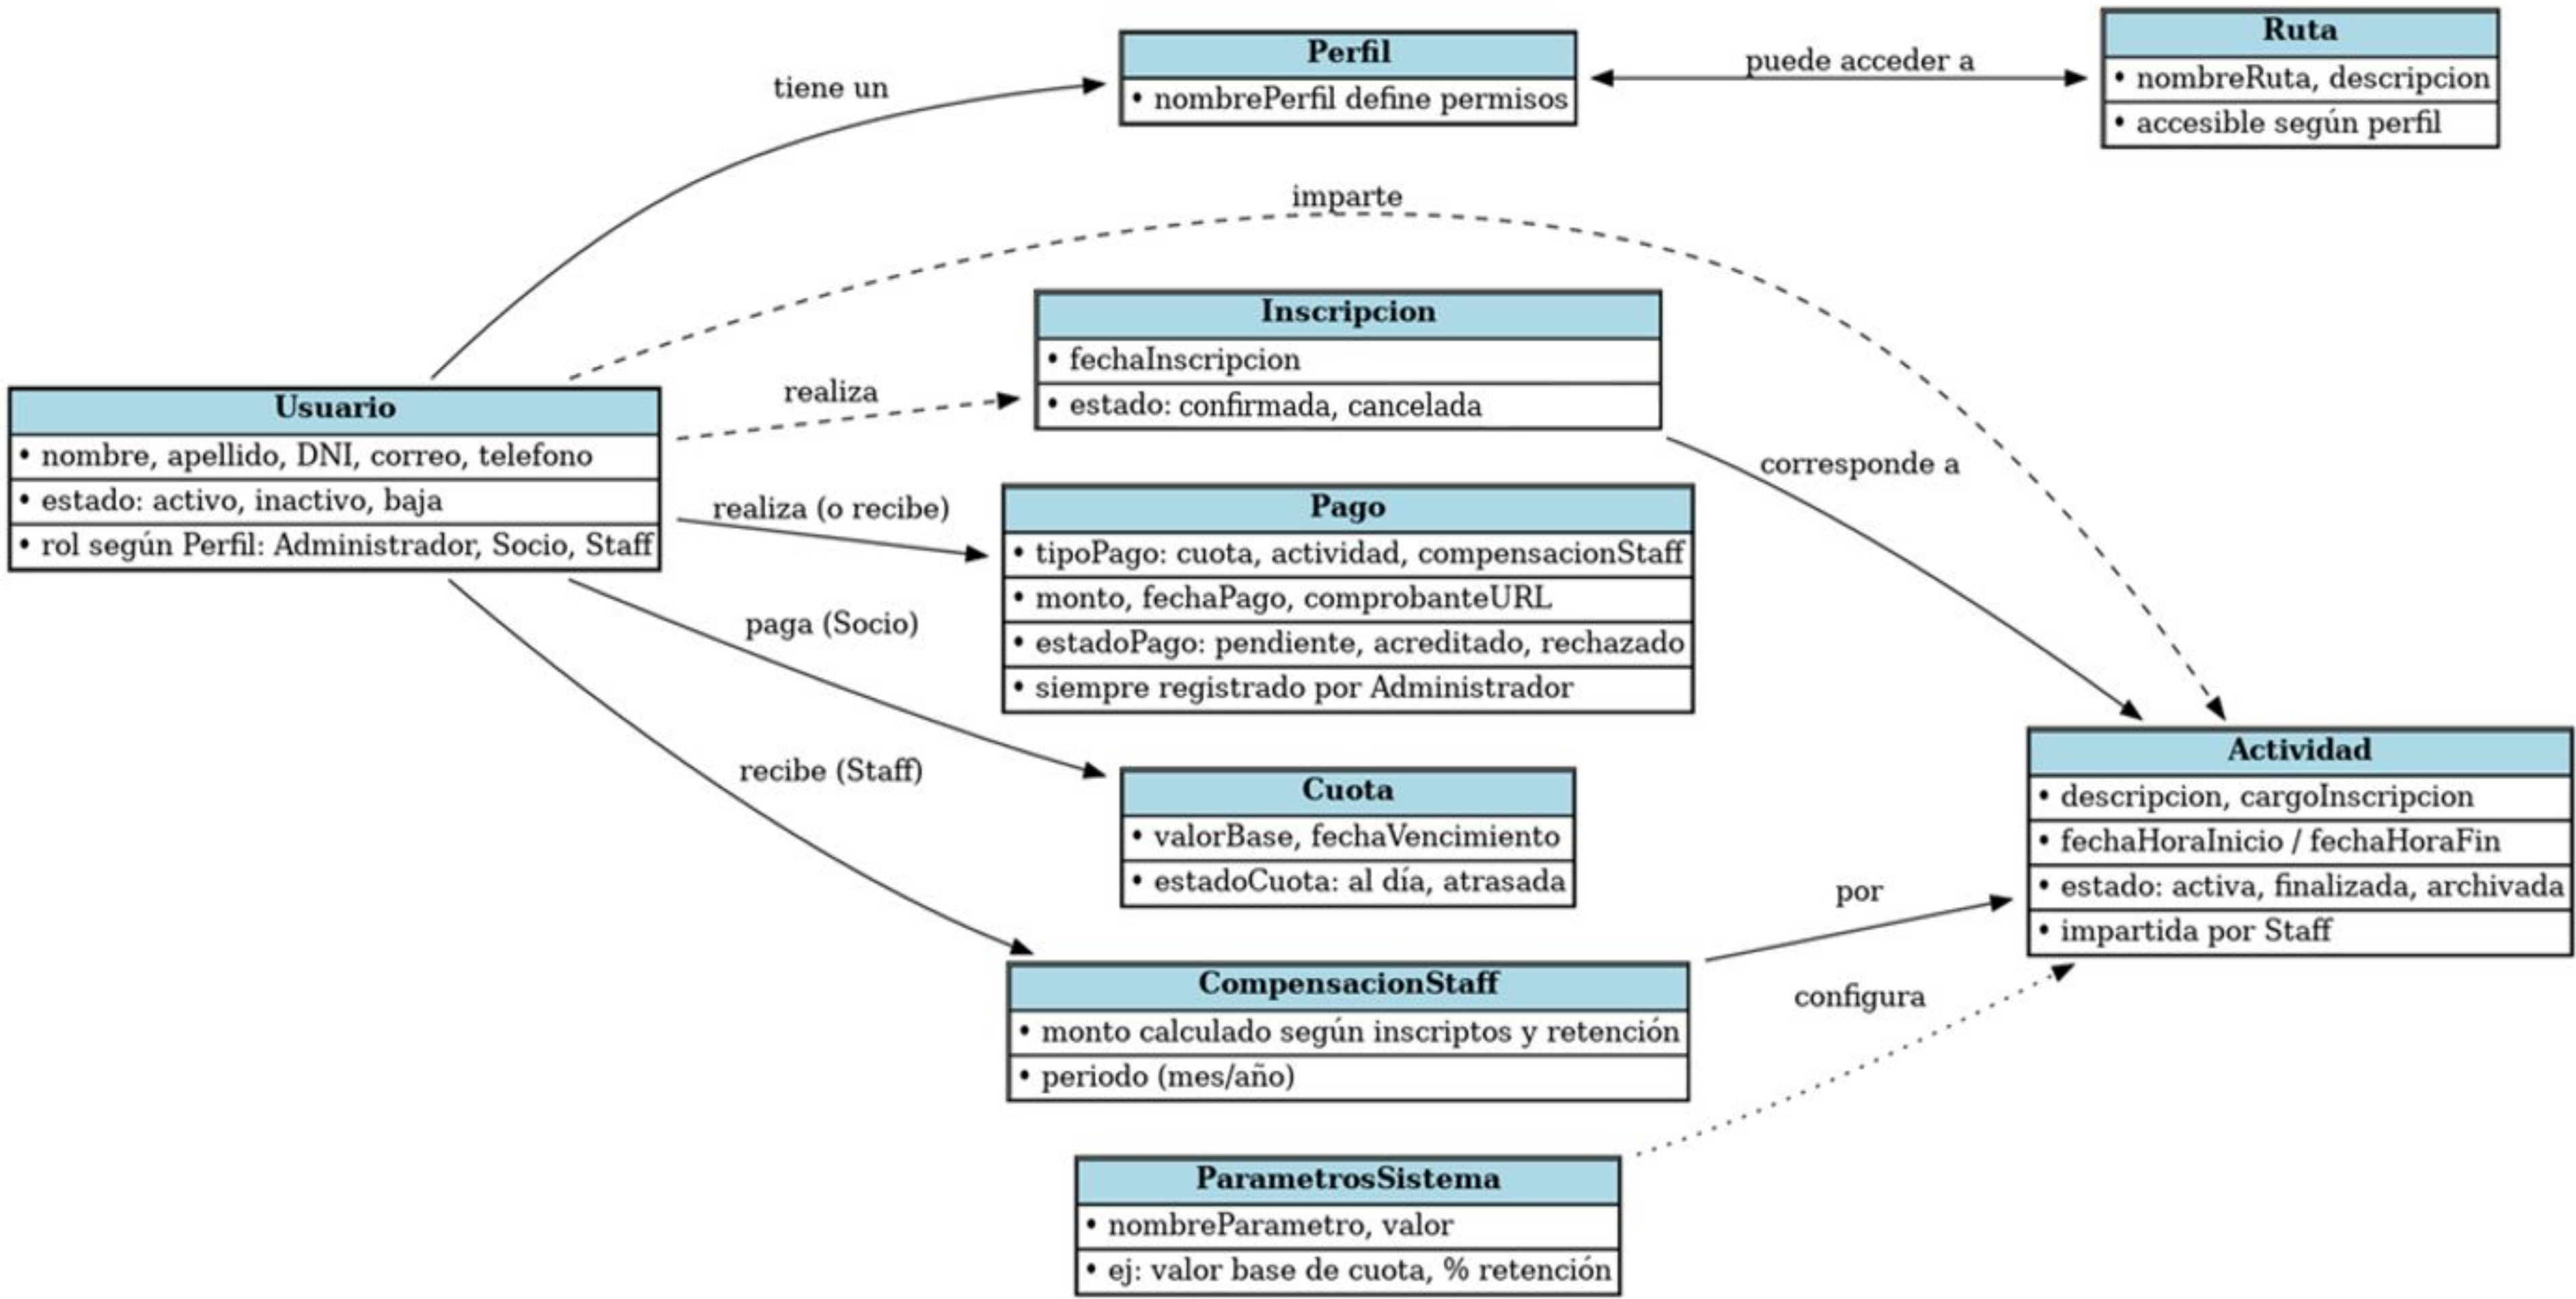 Perfil
• nombrePerfil define permisos
puede acceder a
Ruta
• nombreRuta, descripcion
• accesible según perfil
tiene un
imparte
Inscripcion
• fechaInscripcion
• estado: confirmada, cancelada
realiza
Usuario
• nombre, apellido, DNI, correo, telefono
• estado: activo, inactivo, baja
• rol según Perfil: Administrador, Socio, Staff
corresponde a
realiza (o recibe)
Pago
• tipoPago: cuota, actividad, compensacionStaff
• monto, fechaPago, comprobanteURL
• estadoPago: pendiente, acreditado, rechazado
• siempre registrado por Administrador
paga (Socio)
recibe (Staff)
Cuota
• valorBase, fechaVencimiento
• estadoCuota: al día, atrasada
Actividad
• descripcion, cargoInscripcion
• fechaHoraInicio / fechaHoraFin
• estado: activa, finalizada, archivada
• impartida por Staff
por
CompensacionStaff
• monto calculado según inscriptos y retención
• periodo (mes/año)
configura
ParametrosSistema
• nombreParametro, valor
• ej: valor base de cuota, % retención